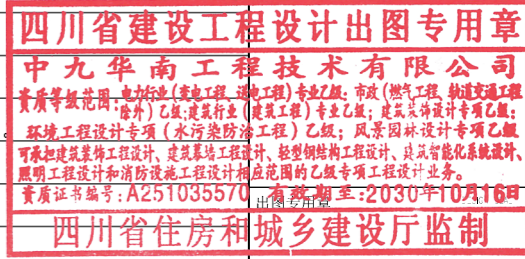 四川省建设工程设计出图专用章
中九华南工程技术有限公司
资质等级范围：电力行业（变电工程、送电工程）专业乙级；市政（燃气工程、轨道交通工程
除外）乙级；建筑行业（建筑工程）专业乙级；建筑装饰设计专项乙级；
环境工程设计专项（水污染防治工程）乙级；风景园林设计专项乙级
可承担建筑装饰工程设计、建筑幕墙工程设计、轻型钢结构工程设计、建筑智能化系统设计、
照明工程设计和消防设施工程设计相应范围的乙级专项工程设计业务。
资质证书编号：A251035570 有效期至：2030年10月16日
出图专用章
四川省住房和城乡建设厅监制